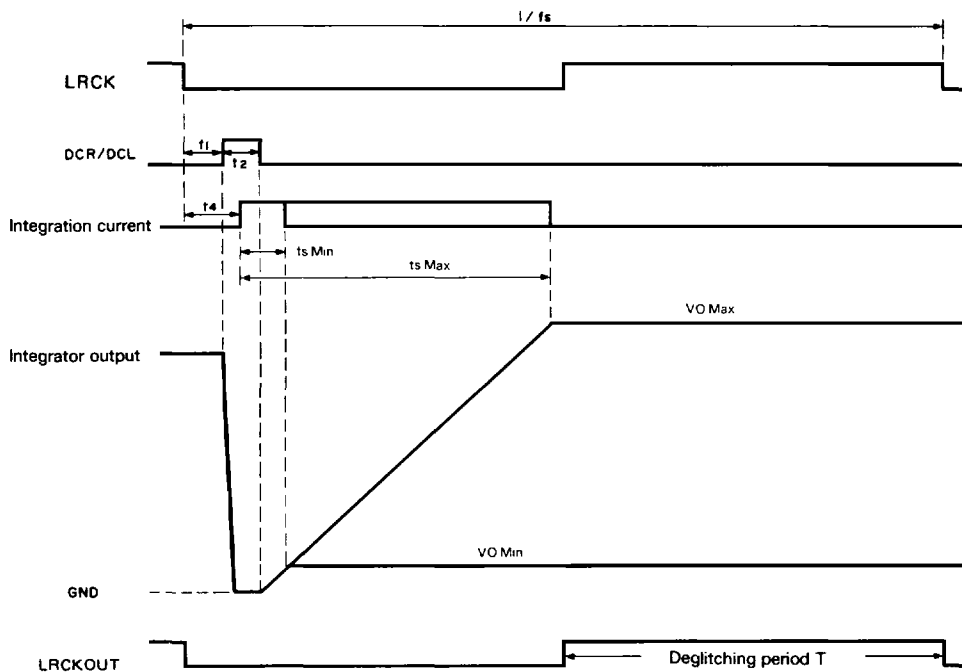 1/fs
LRCK
DCR/DCL
t1
t2
t4
Integration current
ts Min
ts Max
VO Max
Integrator output
VO Min
GND
LRCKOUT
Deglitching period T